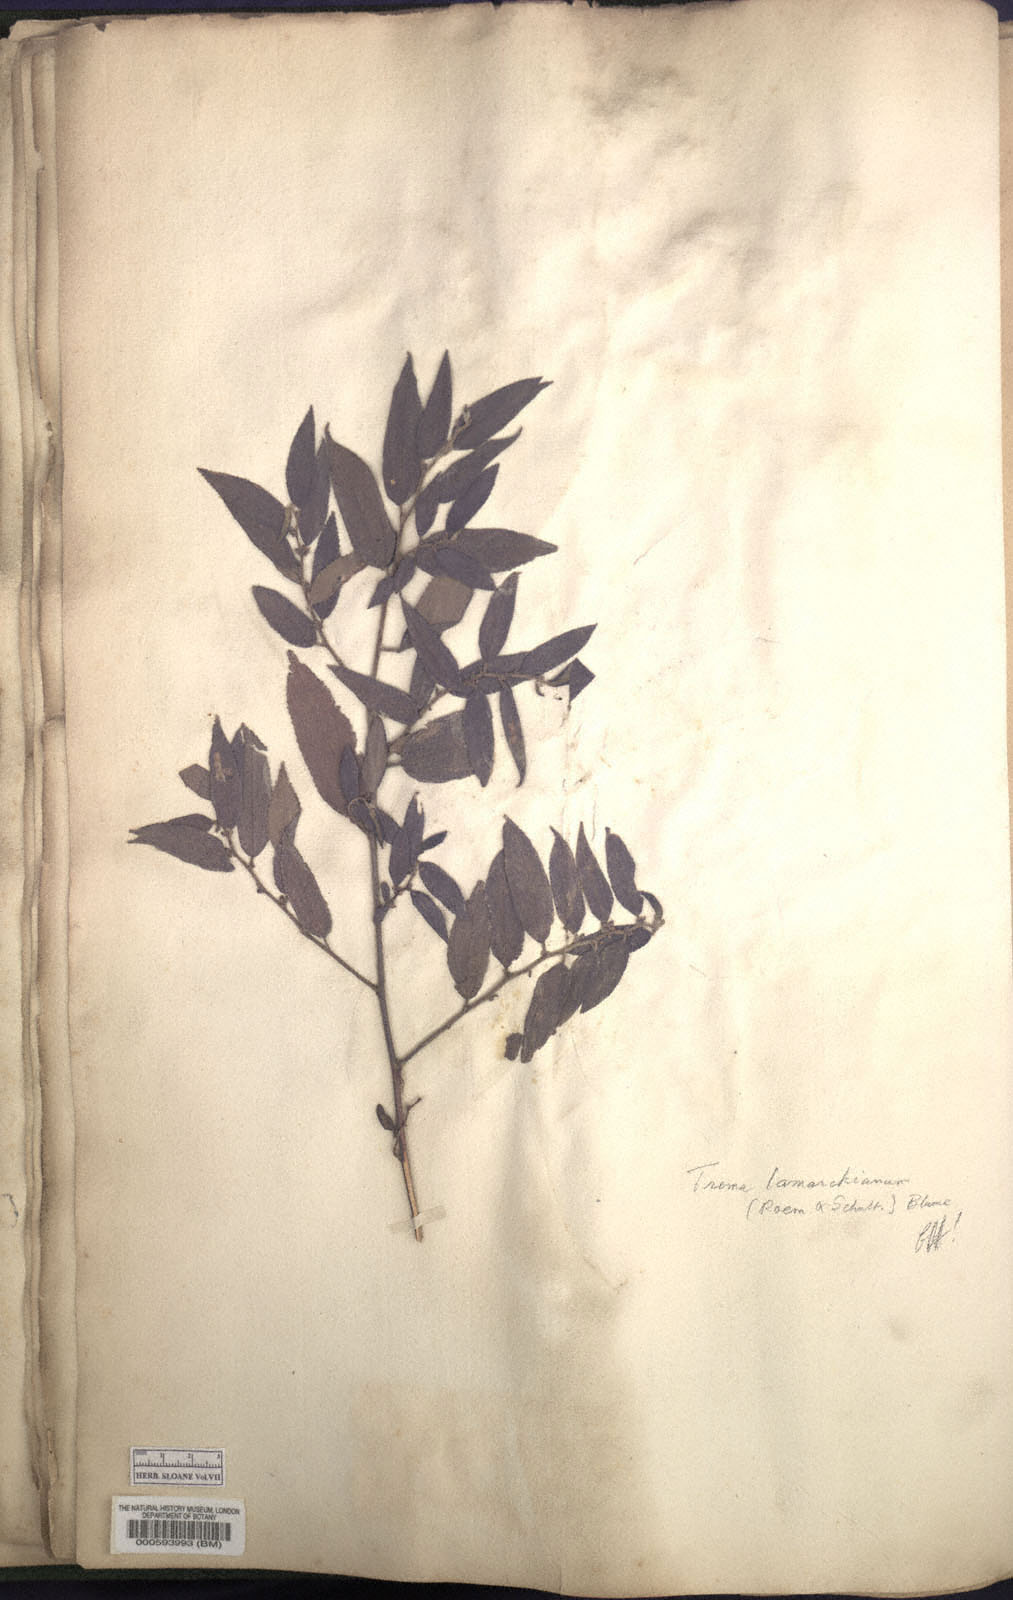 Trema lamarckianum
(Roem & Schult.) Blume
HERB. SLOANE Vol.VII
THE NATURAL HISTORY MUSEUM, LONDON
DEPARTMENT OF BOTANY
000593993 (BM)